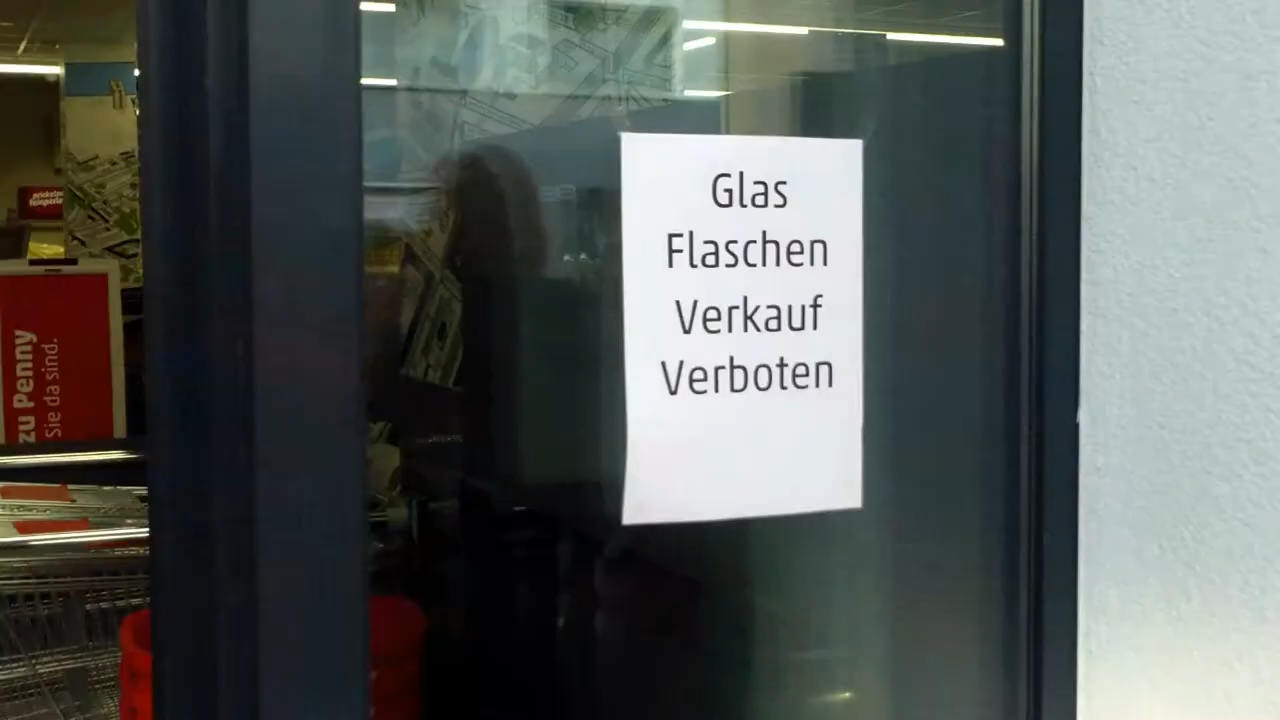 Glas
Flaschen
Verkauf
Verboten
zu Penny
Sie da sind.